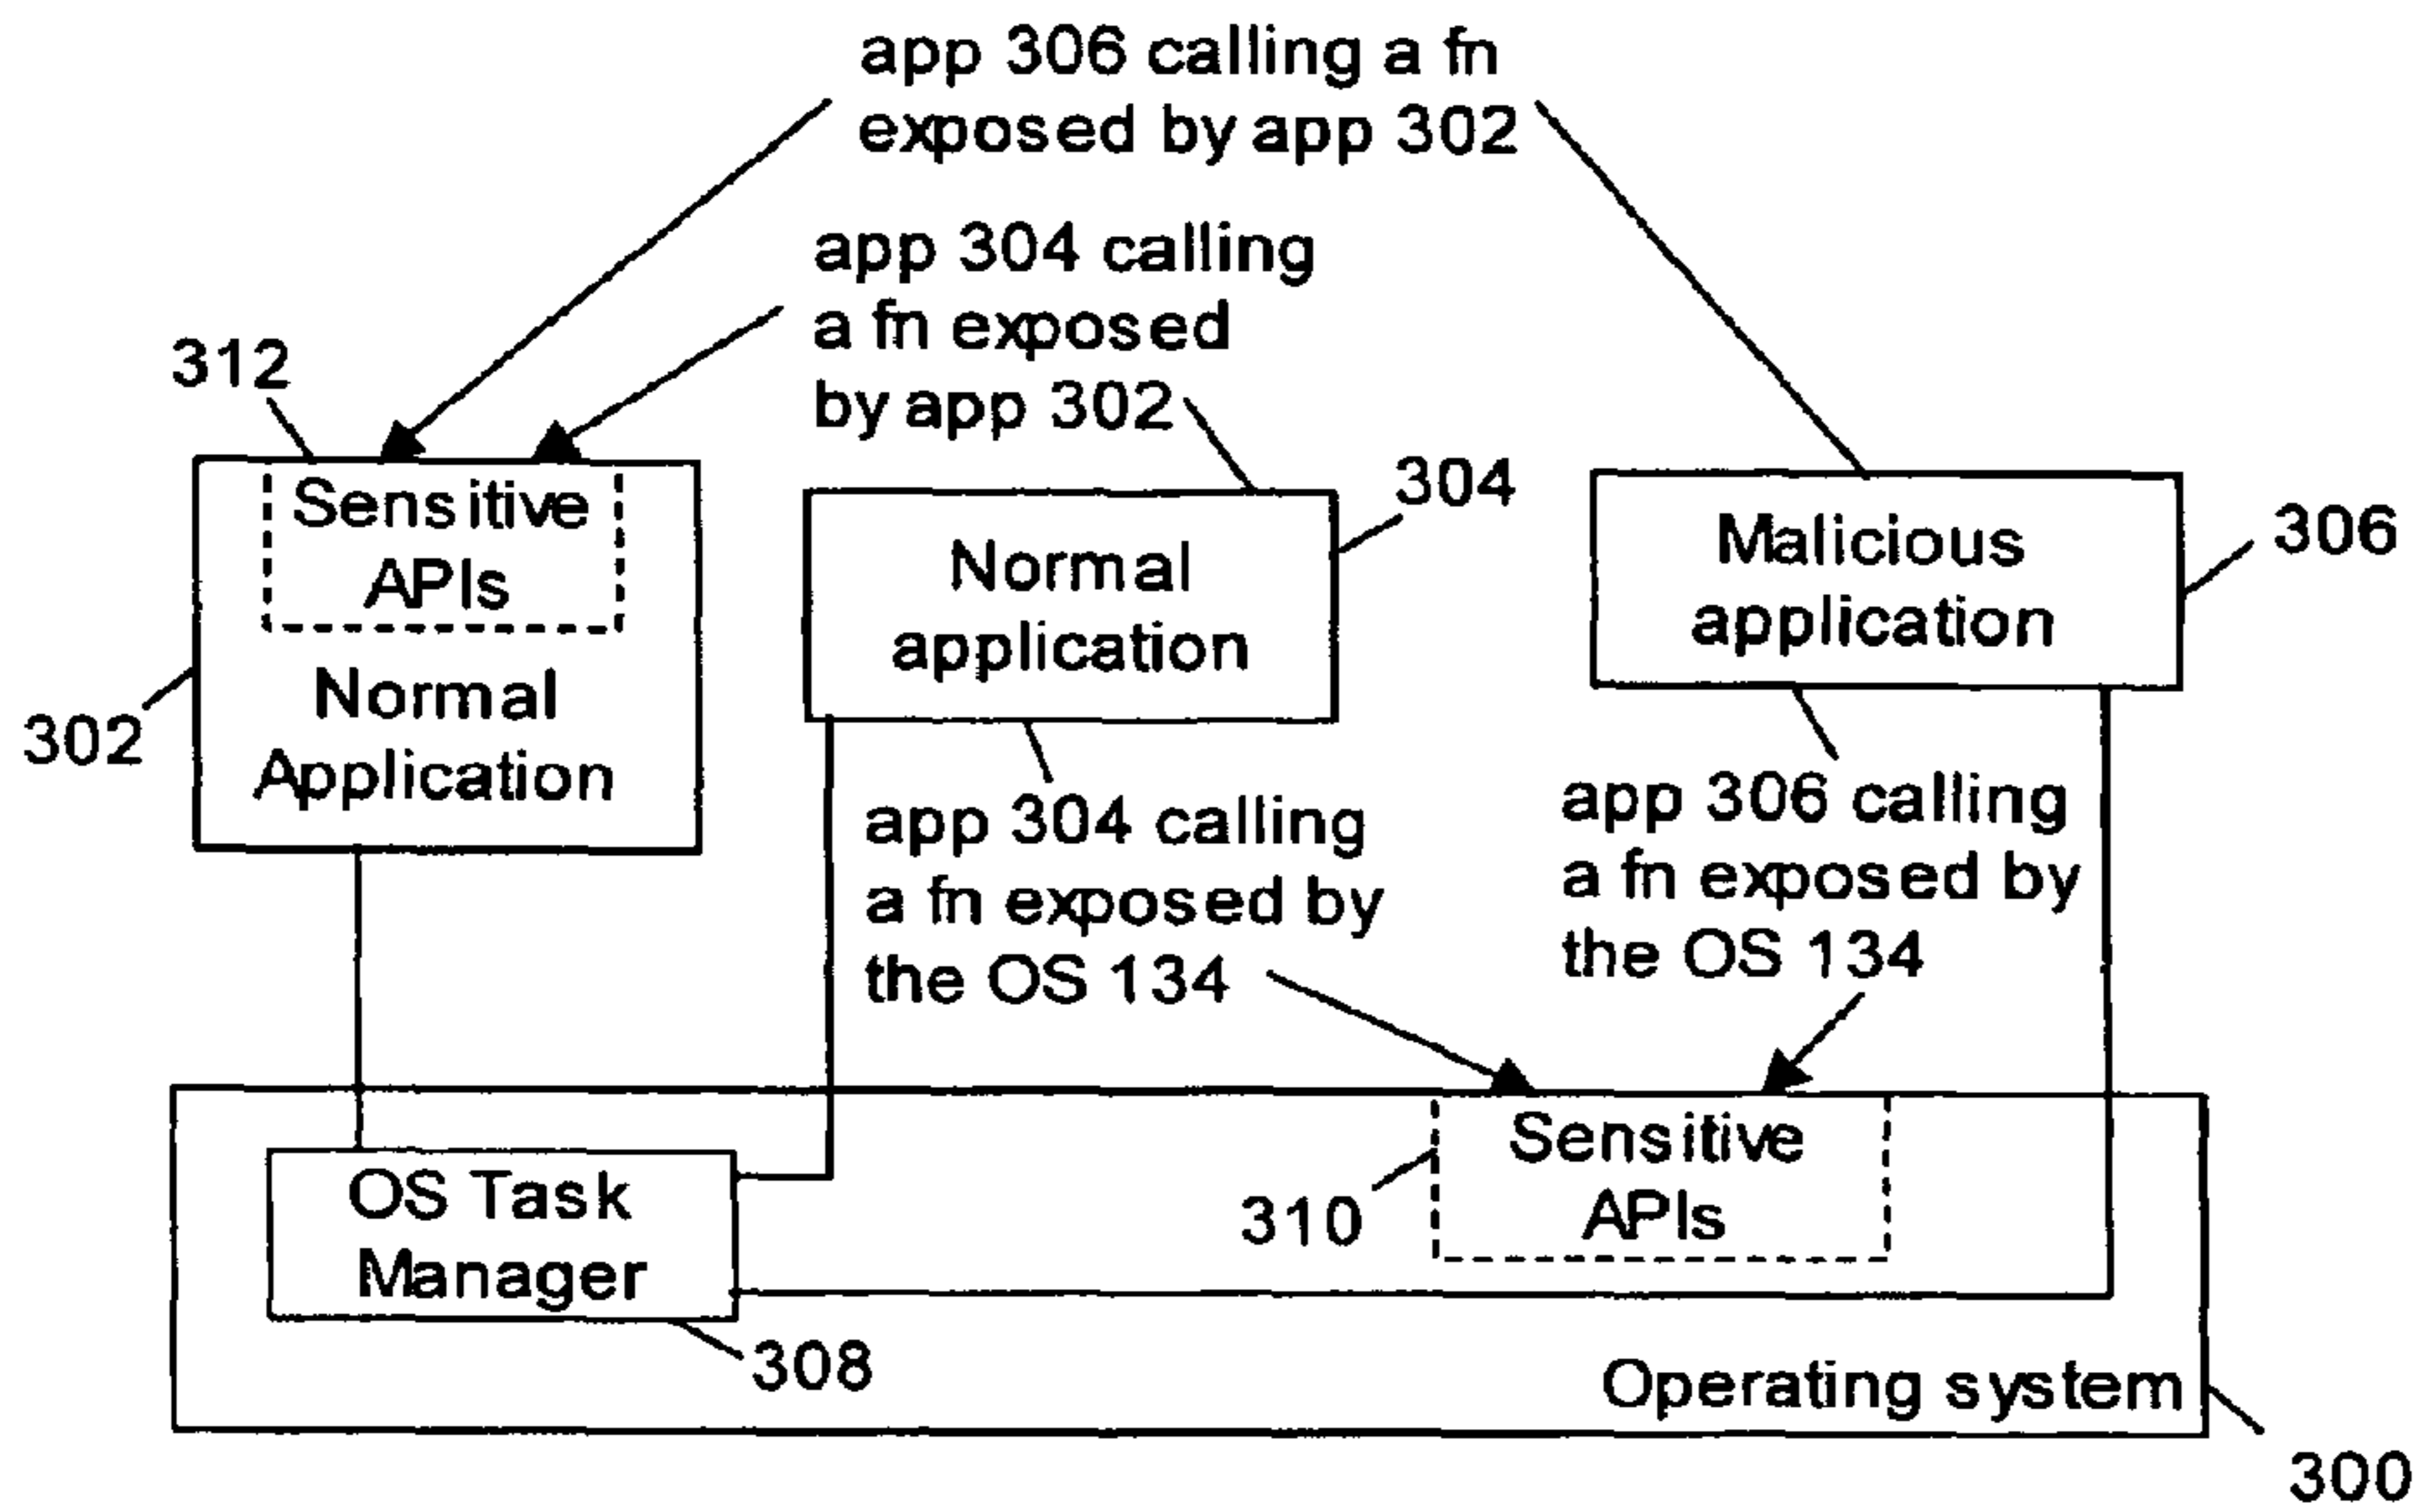 app 306 calling a fn
exposed by app 302
app 304 calling
a fn exposed
by app 302
312
Sensitive
APIs
Normal
Application
302
Normal
application
304
Malicious
application
306
app 304 calling
a fn exposed by
the OS 134
app 306 calling
a fn exposed by
the OS 134
OS Task
Manager
308
Sensitive
APIs
310
Operating system
300